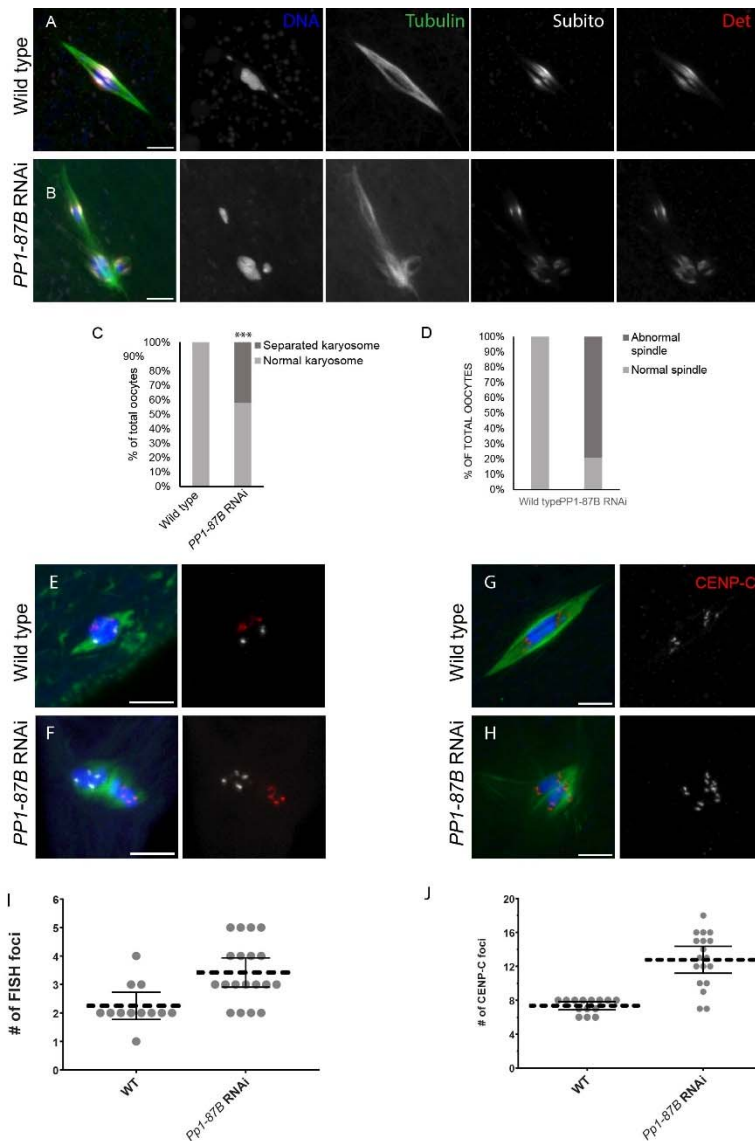 A DNA Tubulin Subito Det
Wild type
B
PP1-87B RNAi
C
100% ***
90%
80%
70%
60%
50%
40%
30%
20%
10%
0%
% of total oocytes
Wild type PP1-87B RNAi
Separated karyosome
Normal karyosome
D
100%
90%
80%
70%
60%
50%
40%
30%
20%
10%
0%
% OF TOTAL OOCYTES
Wild type PP1-87B RNAi
Abnormal
spindle
Normal spindle
E
Wild type
F
PP1-87B RNAi
G CENP-C
Wild type
H
PP1-87B RNAi
I
6
5
4
3
2
1
0
# of FISH foci
WT Pp1-87B RNAi
J
20
16
12
8
4
0
# of CENP-C foci
WT Pp1-87B RNAi